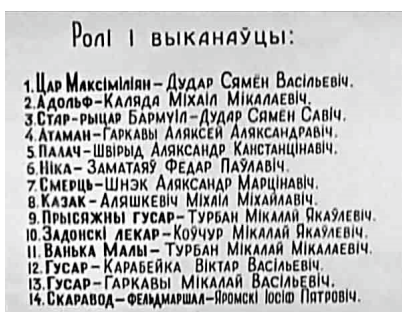 Ролі і выканаўцы:
1. Цар Максіміліян – Дудар Сямён Васільевіч.
2. Адольф – Каляда Міхаіл Мікалаевіч.
3. Стар-рыцар Бармуіл – Дудар Сямен Савіч.
4. Атаман – Гаркавы Аляксей Аляксандравіч.
5. Палач – Швірыд Аляксандр Канстанцінавіч.
6. Ніка – Заматаяў Федар Паўлавіч.
7. Смерць – Шнэк Аляксандр Марцінавіч.
8. Казак – Аляшкевіч Міхаіл Міхайлавіч.
9. Прысяжны гусар – Турбан Мікалай Якаўлевіч.
10. Задонскі лекар – Коўчур Мікалай Якаўлевіч.
11. Ванька Малы – Турбан Мікалай Мікалаевіч.
12. Гусар – Карабейка Віктар Васільевіч.
13. Гусар – Гаркавы Мікалай Васільевіч.
14. Скаравод – фельдмаршал – Яромскі Іосіф Пятровіч.